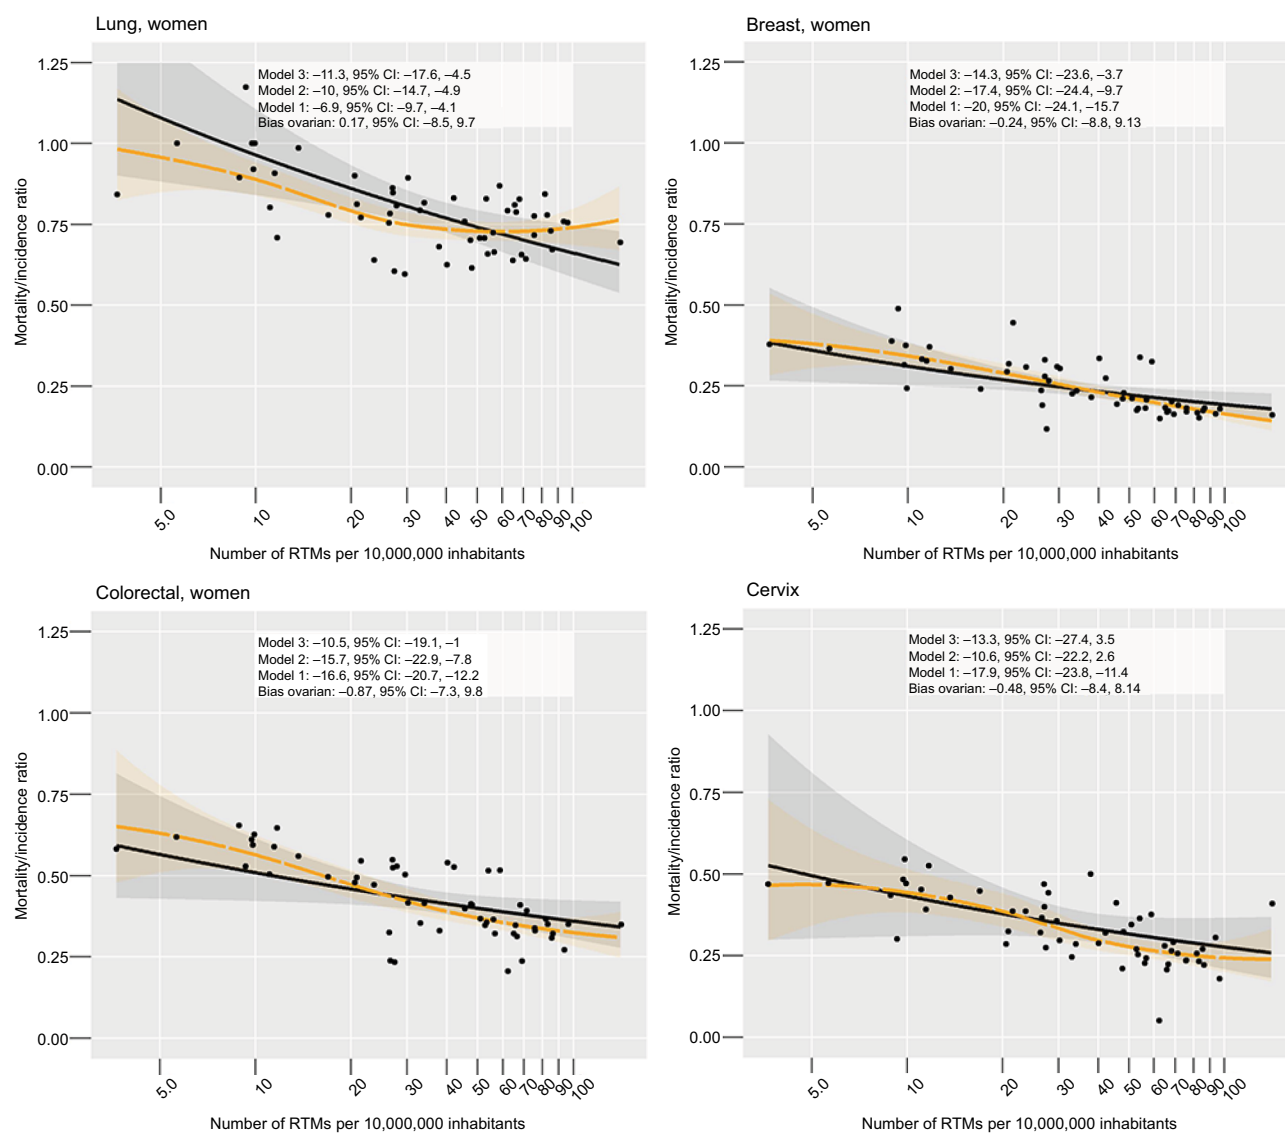 Lung, women
Model 3: –11.3, 95% CI: –17.6, –4.5
Model 2: –10, 95% CI: –14.7, –4.9
Model 1: –6.9, 95% CI: –9.7, –4.1
Bias ovarian: 0.17, 95% CI: –8.5, 9.7
Mortality/incidence ratio
1.25
1.00
0.75
0.50
0.25
0.00
5.0 10 20 30 40 50 60 70 80 90 100
Number of RTMs per 10,000,000 inhabitants
Breast, women
Model 3: –14.3, 95% CI: –23.6, –3.7
Model 2: –17.4, 95% CI: –24.4, –9.7
Model 1: –20, 95% CI: –24.1, –15.7
Bias ovarian: –0.24, 95% CI: –8.8, 9.13
Mortality/incidence ratio
1.25
1.00
0.75
0.50
0.25
0.00
5.0 10 20 30 40 50 60 70 80 90 100
Number of RTMs per 10,000,000 inhabitants
Colorectal, women
Model 3: –10.5, 95% CI: –19.1, –1
Model 2: –15.7, 95% CI: –22.9, –7.8
Model 1: –16.6, 95% CI: –20.7, –12.2
Bias ovarian: –0.87, 95% CI: –7.3, 9.8
Mortality/incidence ratio
1.25
1.00
0.75
0.50
0.25
0.00
5.0 10 20 30 40 50 60 70 80 90 100
Number of RTMs per 10,000,000 inhabitants
Cervix
Model 3: –13.3, 95% CI: –27.4, 3.5
Model 2: –10.6, 95% CI: –22.2, 2.6
Model 1: –17.9, 95% CI: –23.8, –11.4
Bias ovarian: –0.48, 95% CI: –8.4, 8.14
Mortality/incidence ratio
1.25
1.00
0.75
0.50
0.25
0.00
5.0 10 20 30 40 50 60 70 80 90 100
Number of RTMs per 10,000,000 inhabitants